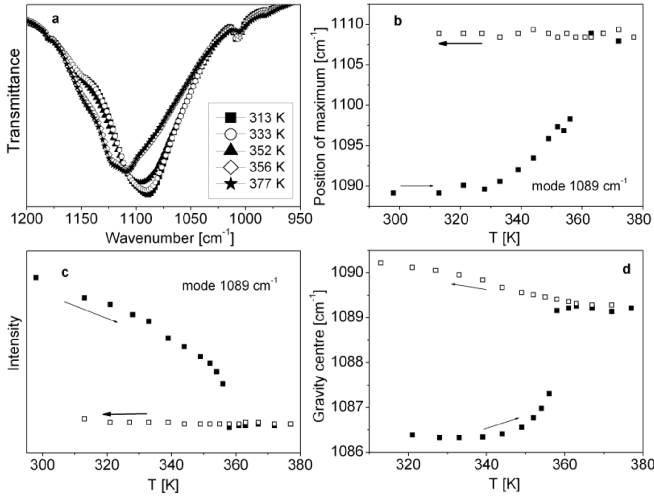 a
Transmittance
313 K
333 K
352 K
356 K
377 K
1200 1150 1100 1050 1000 950
Wavenumber [cm⁻¹]
b
Position of maximum [cm⁻¹]
1110
1105
1100
1095
1090
mode 1089 cm⁻¹
300 320 340 360 380
T [K]
c
mode 1089 cm⁻¹
Intensity
300 320 340 360 380
T [K]
d
Gravity centre [cm⁻¹]
1090
1089
1088
1087
1086
320 340 360 380
T [K]